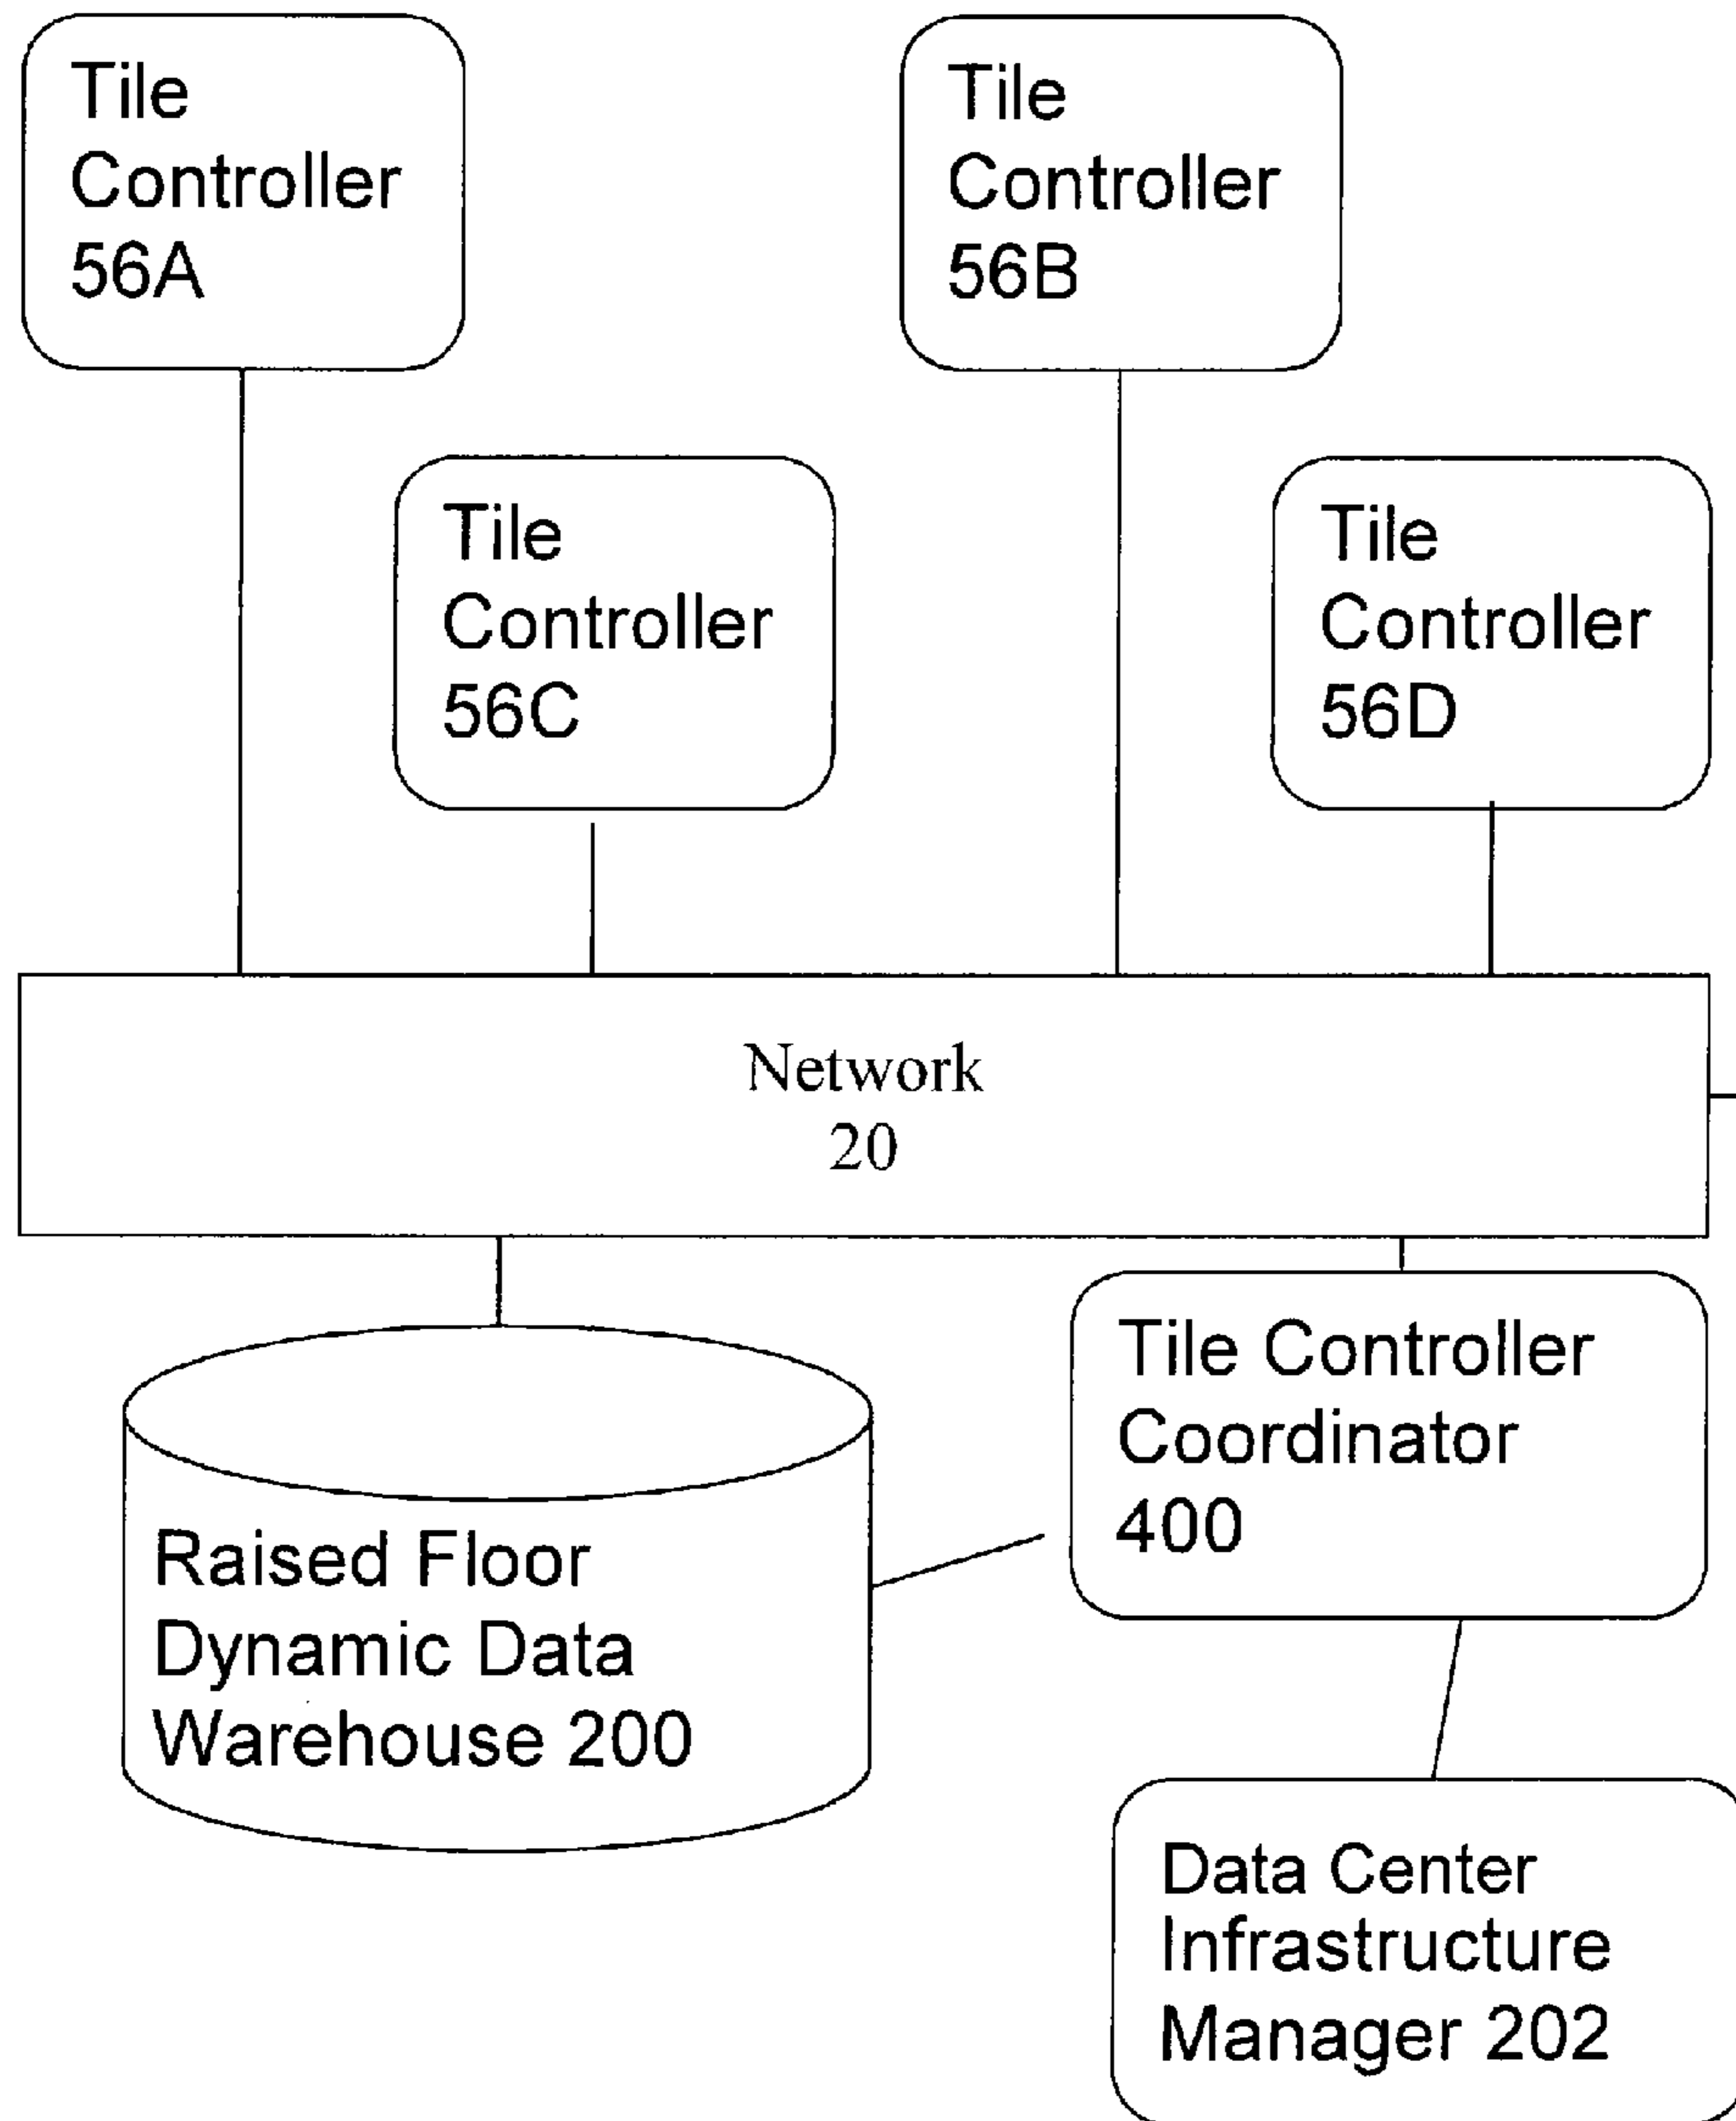 Tile
Controller
56A
Tile
Controller
56B
Tile
Controller
56C
Tile
Controller
56D
Network
20
Tile Controller
Coordinator
400
Raised Floor
Dynamic Data
Warehouse 200
Data Center
Infrastructure
Manager 202